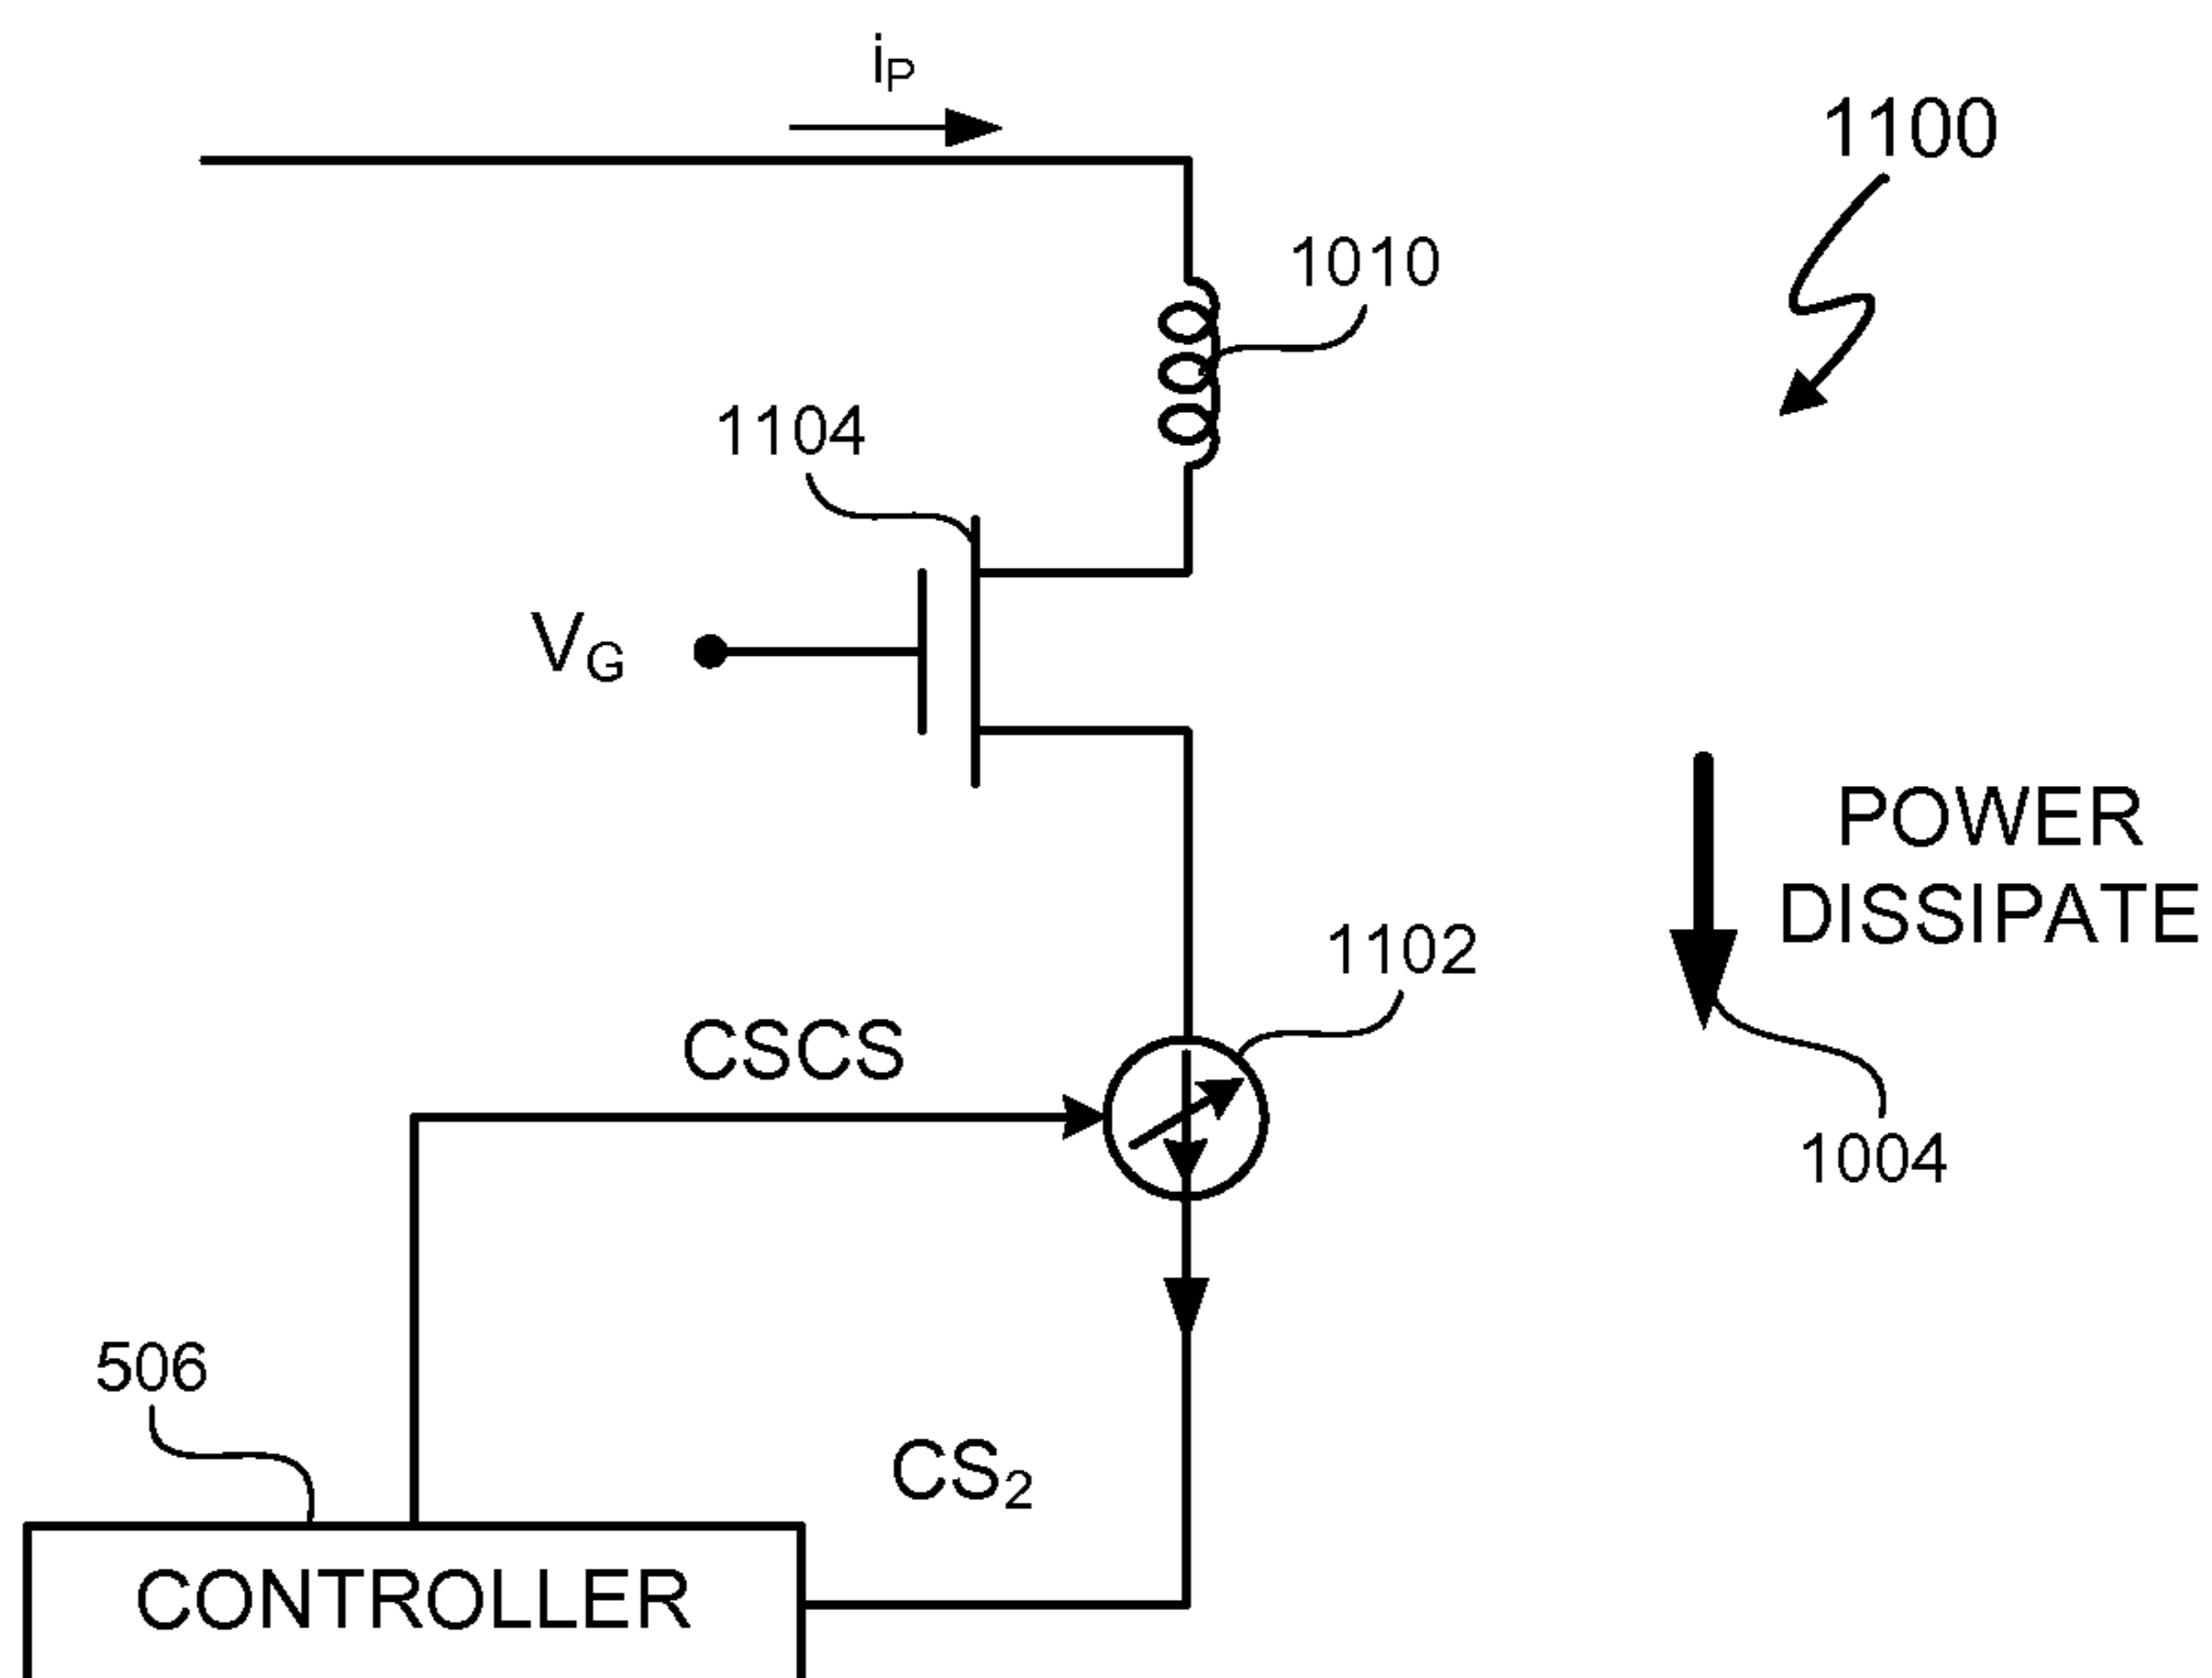 iP
1100
1010
1104
VG
POWER
DISSIPATE
1102
CSCS
1004
506
CS2
CONTROLLER